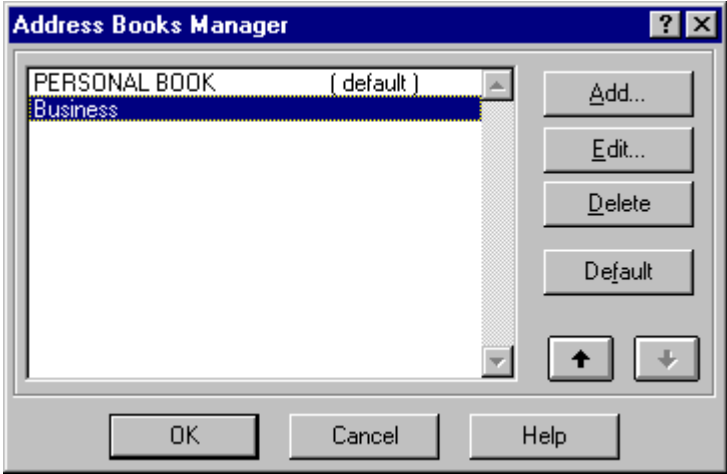 Address Books Manager
PERSONAL BOOK ( default )
Business
Add...
Edit...
Delete
Default
OK Cancel Help